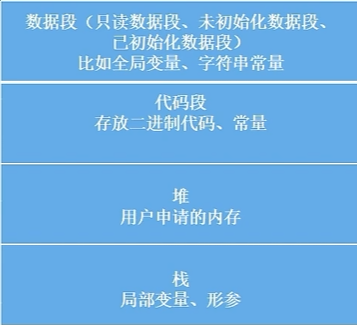 数据段（只读数据段、未初始化数据段、
已初始化数据段）
比如全局变量、字符串常量
代码段
存放二进制代码、常量
堆
用户申请的内存
栈
局部变量、形参